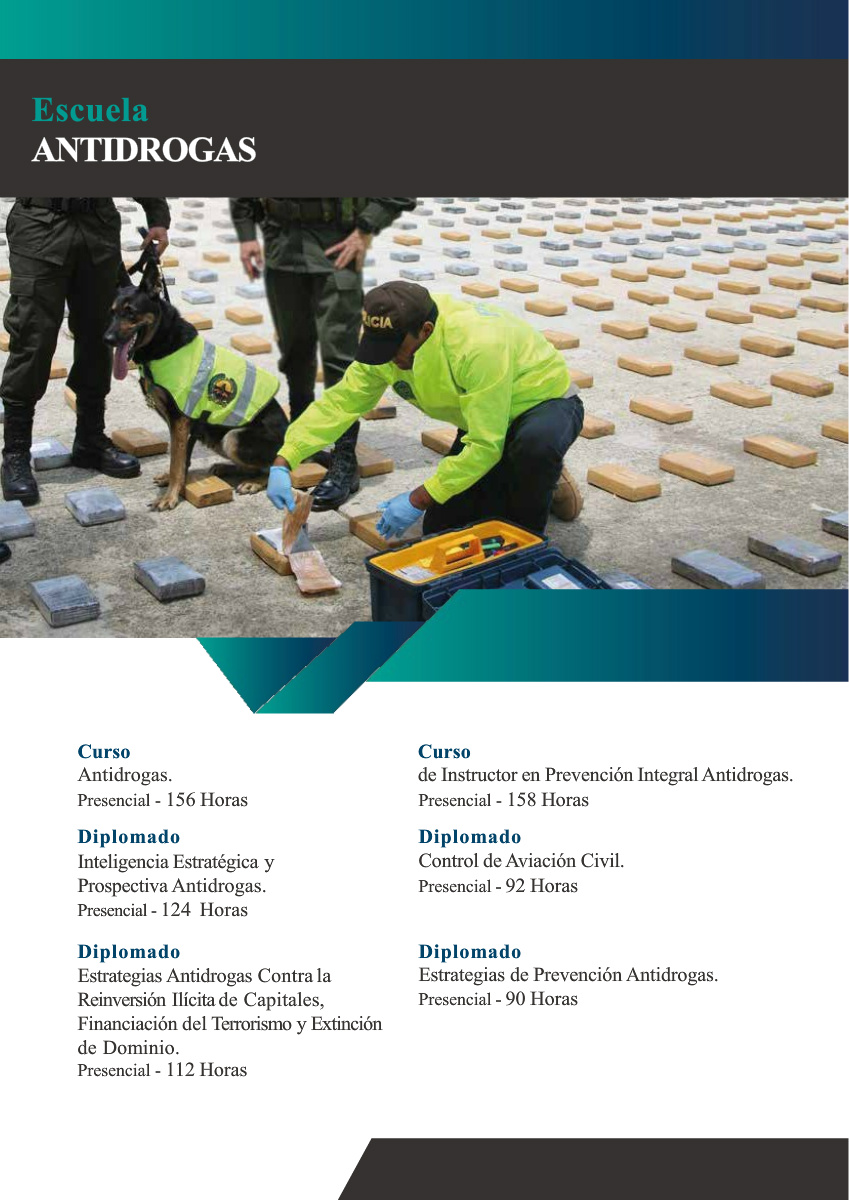 Escuela
ANTIDROGAS
ICIA
Curso
Antidrogas.
Presencial - 156 Horas
Diplomado
Inteligencia Estratégica y
Prospectiva Antidrogas.
Presencial - 124 Horas
Diplomado
Estrategias Antidrogas Contra la
Reinversión Ilícita de Capitales,
Financiación del Terrorismo y Extinción
de Dominio.
Presencial - 112 Horas
Curso
de Instructor en Prevención Integral Antidrogas.
Presencial - 158 Horas
Diplomado
Control de Aviación Civil.
Presencial - 92 Horas
Diplomado
Estrategias de Prevención Antidrogas.
Presencial - 90 Horas